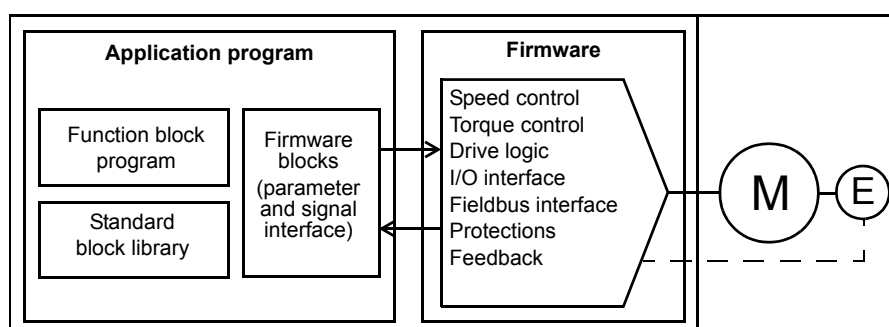 Application program
Function block
program
Standard
block library
Firmware
blocks
(parameter
and signal
interface)
Firmware
Speed control
Torque control
Drive logic
I/O interface
Fieldbus interface
Protections
Feedback
M
E